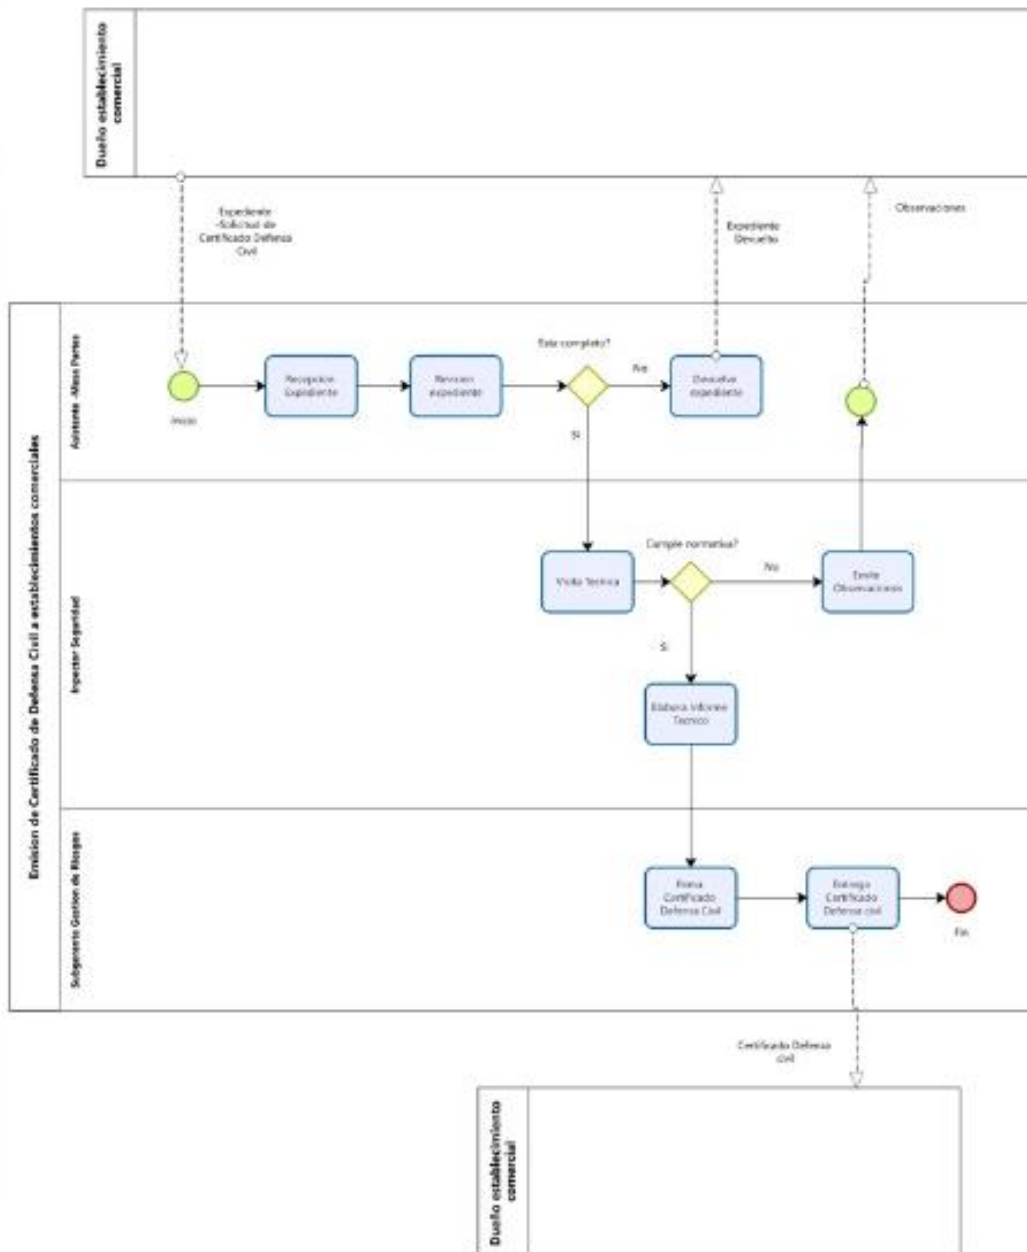 Dueño establecimiento
comercial
Expediente
-Solicitud de
Certificado Defensa
Civil
Expediente
Devuelto
Observaciones
Emision de Certificado de Defensa Civil a establecimientos comerciales
Asistente -Mesa Partes
Inicio
Recepcion
Expediente
Revision
expediente
Esta completo?
No
Devuelve
expediente
Si
Inpector Seguridad
Visita Tecnica
Cumple normativa?
No
Emite
Observaciones
Si
Elabora Informe
Tecnico
Subgerente Gestion de Riesgos
Firma
Certificado
Defensa Civil
Entrega
Certificado
Defensa civil
Fin
Certificado Defensa
civil
Dueño establecimiento
comercial